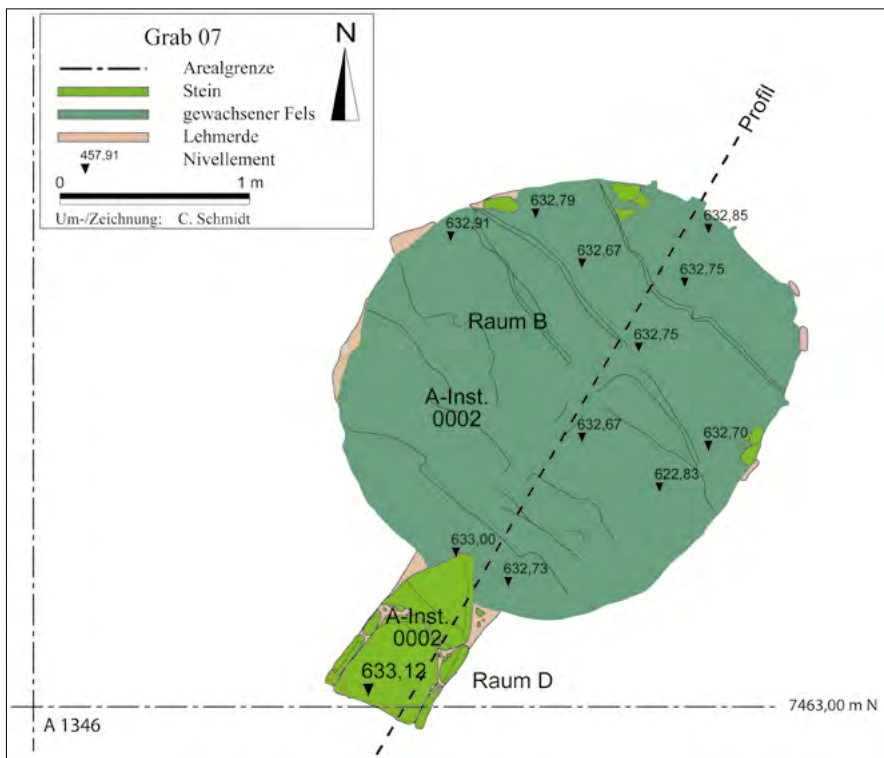 Grab 07
N
Arealgrenze
Stein
gewachsener Fels
Lehmerde
457,91
Nivellement
0 1 m
Um-/Zeichnung: C. Schmidt
Profil
632,91
632,79
632,85
632,67
632,75
Raum B
632,75
A-Inst.
0002
632,67
632,70
622,83
633,00
632,73
A-Inst.
0002
633,12
Raum D
7463,00 m N
A 1346